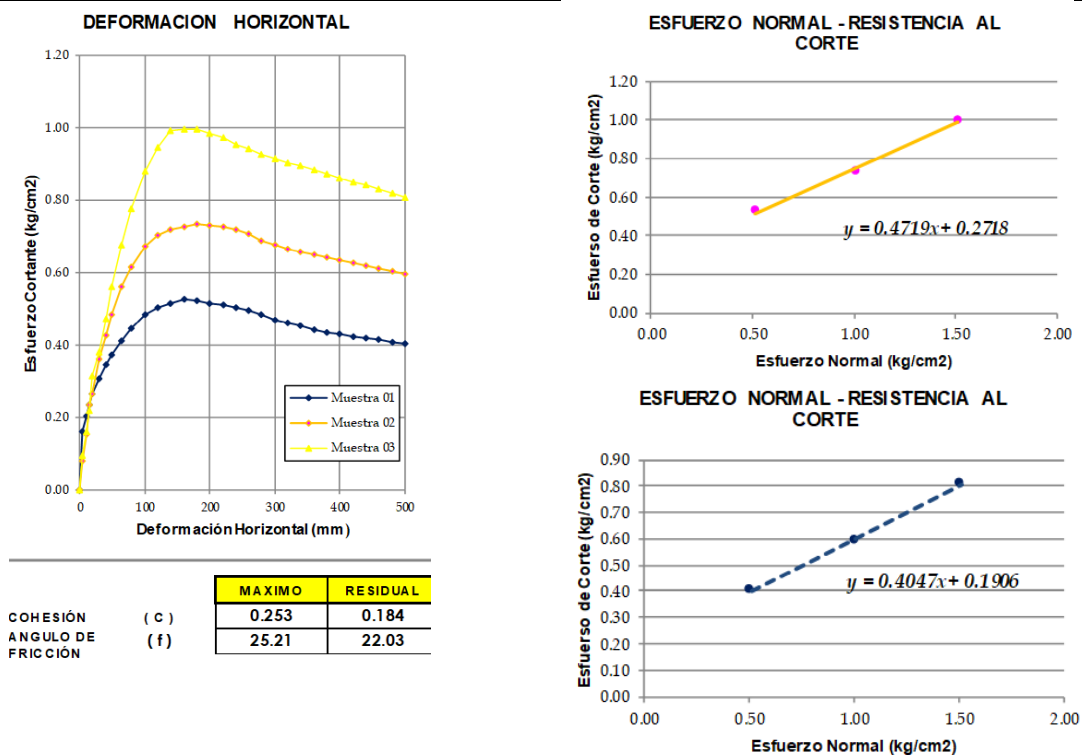 DEFORMACION HORIZONTAL
Esfuerzo Cortante (kg/cm2)
1.20
1.00
0.80
0.60
0.40
0.20
0.00
0 100 200 300 400 500
Deformación Horizontal (mm)
Muestra 01
Muestra 02
Muestra 03
MAXIMO RESIDUAL
COHESIÓN ( C ) 0.253 0.184
ANGULO DE FRICCIÓN ( f ) 25.21 22.03
ESFUERZO NORMAL - RESISTENCIA AL
CORTE
Esfuerso de Corte (kg/cm2)
1.20
1.00
0.80
0.60
0.40
0.20
0.00
y = 0.4719x + 0.2718
0.00 0.50 1.00 1.50 2.00
Esfuerzo Normal (kg/cm2)
ESFUERZO NORMAL - RESISTENCIA AL
CORTE
Esfuerso de Corte (kg/cm2)
0.90
0.80
0.70
0.60
0.50
0.40
0.30
0.20
0.10
0.00
y = 0.4047x + 0.1906
0.00 0.50 1.00 1.50 2.00
Esfuerzo Normal (kg/cm2)